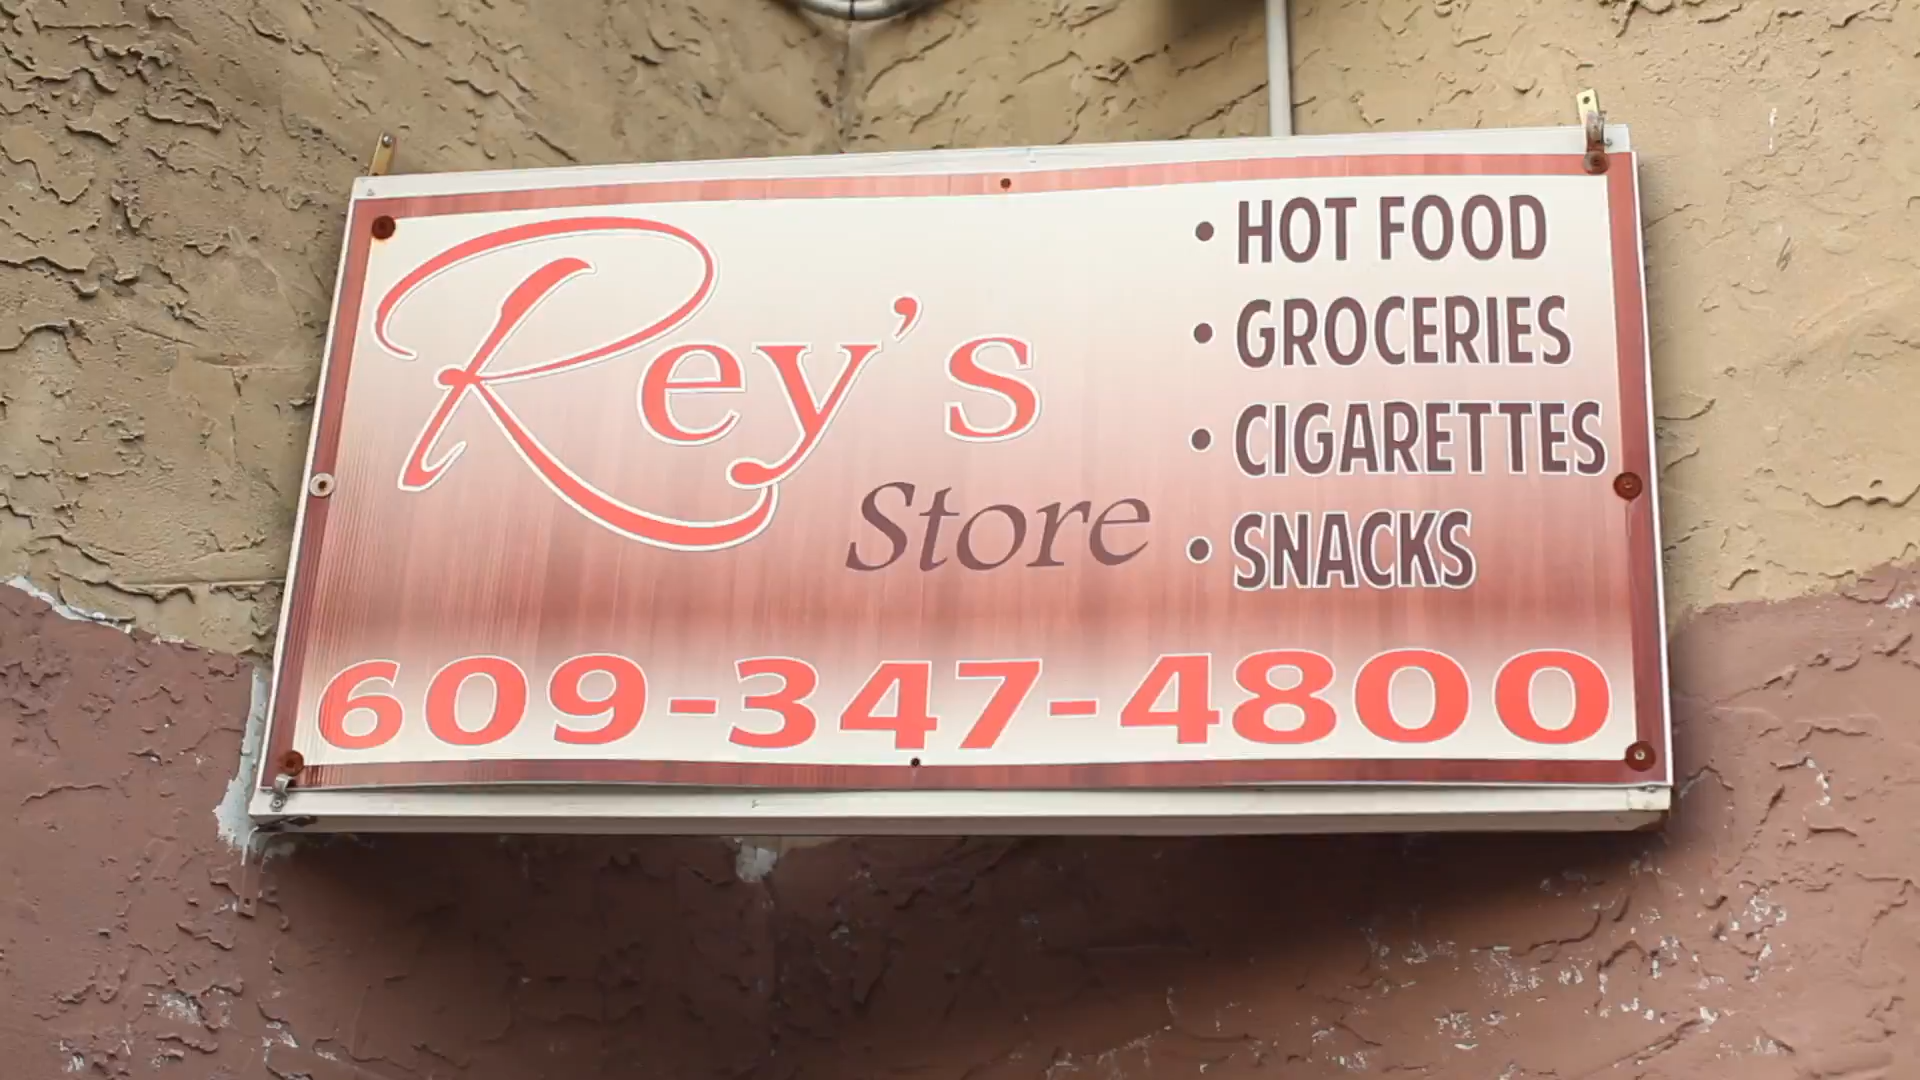 Rey's
Store
• HOT FOOD
• GROCERIES
• CIGARETTES
• SNACKS
609-347-4800